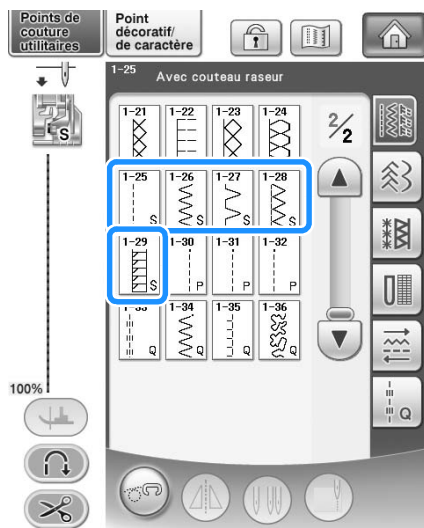 Points de
couture
utilitaires
Point
décoratif/
de caractère
1-25
Avec couteau raseur
S
1-21 1-22 1-23 1-24
2/2
1-25 1-26 1-27 1-28
S S S S
1-29 1-30 1-31 1-32
S P P P
1-33 1-34 1-35 1-36
Q Q Q Q
Q
100%